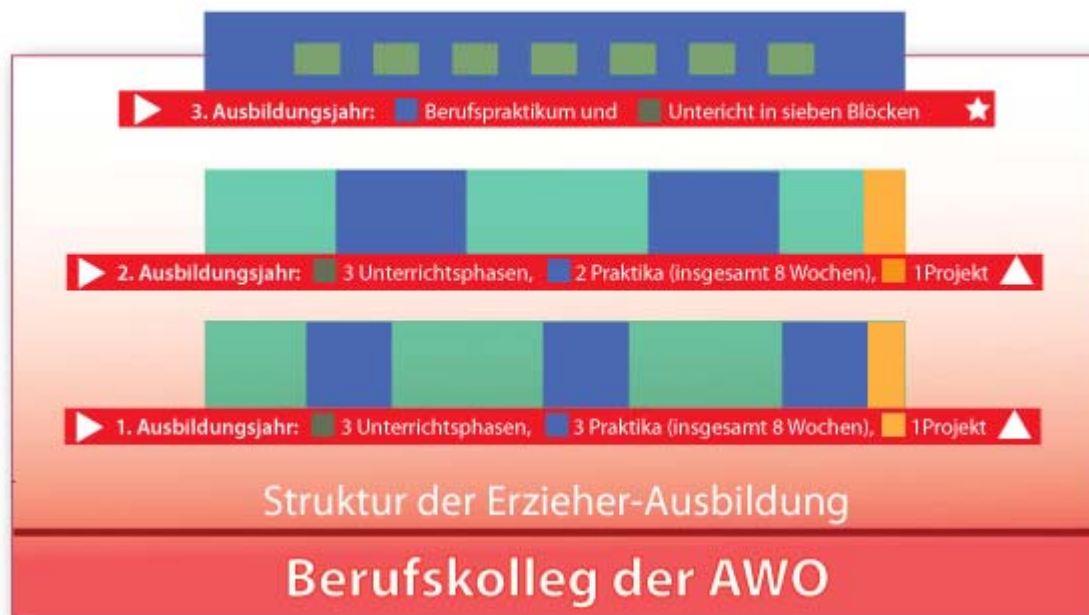 3. Ausbildungsjahr: Berufspraktikum und Untericht in sieben Blöcken
2. Ausbildungsjahr: 3 Unterrichtsphasen, 2 Praktika (insgesamt 8 Wochen), 1Projekt
1. Ausbildungsjahr: 3 Unterrichtsphasen, 3 Praktika (insgesamt 8 Wochen), 1Projekt
Struktur der Erzieher-Ausbildung
Berufskolleg der AWO